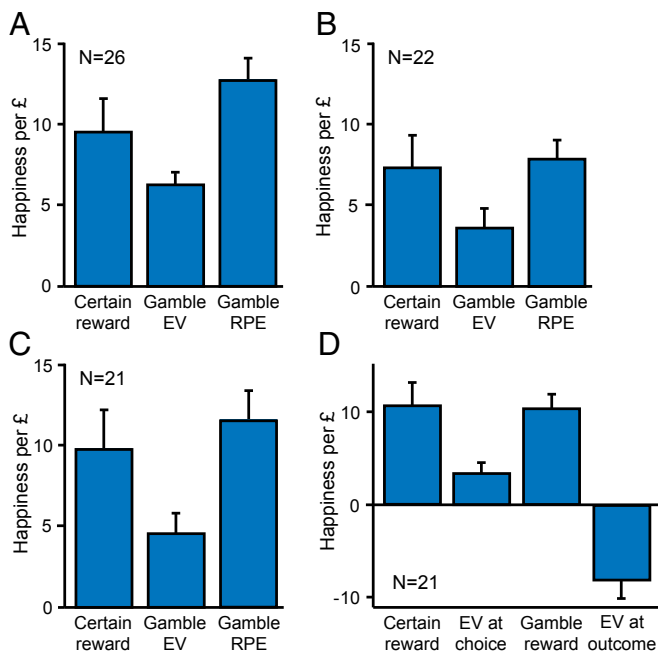 A
Happiness per £
15
10
5
0
N=26
Certain reward
Gamble EV
Gamble RPE
B
Happiness per £
15
10
5
0
N=22
Certain reward
Gamble EV
Gamble RPE
C
Happiness per £
15
10
5
0
N=21
Certain reward
Gamble EV
Gamble RPE
D
Happiness per £
10
0
-10
N=21
Certain reward
EV at choice
Gamble reward
EV at outcome